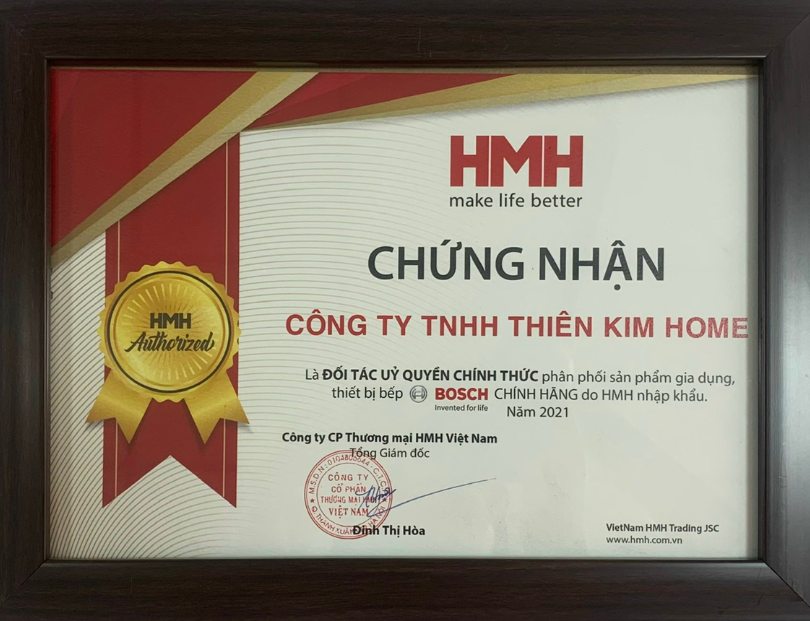 HMH
make life better
CHỨNG NHẬN
CÔNG TY TNHH THIÊN KIM HOME
HMH
Authorized
Là ĐỐI TÁC UỶ QUYỀN CHÍNH THỨC phân phối sản phẩm gia dụng,
thiết bị bếp BOSCH CHÍNH HÃNG do HMH nhập khẩu.
Invented for life
Năm 2021
Công ty CP Thương mại HMH Việt Nam
Tổng Giám đốc
CÔNG TY
CỔ PHẦN
THƯƠNG MẠI HMH
VIỆT NAM
Đinh Thị Hòa
VietNam HMH Trading JSC
www.hmh.com.vn